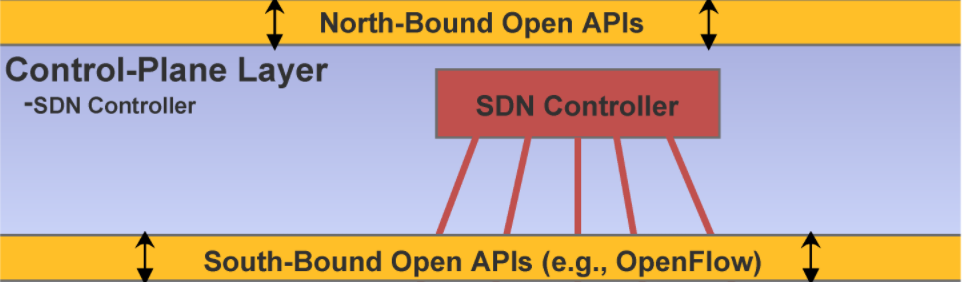 North-Bound Open APIs
Control-Plane Layer
-SDN Controller
SDN Controller
South-Bound Open APIs (e.g., OpenFlow)